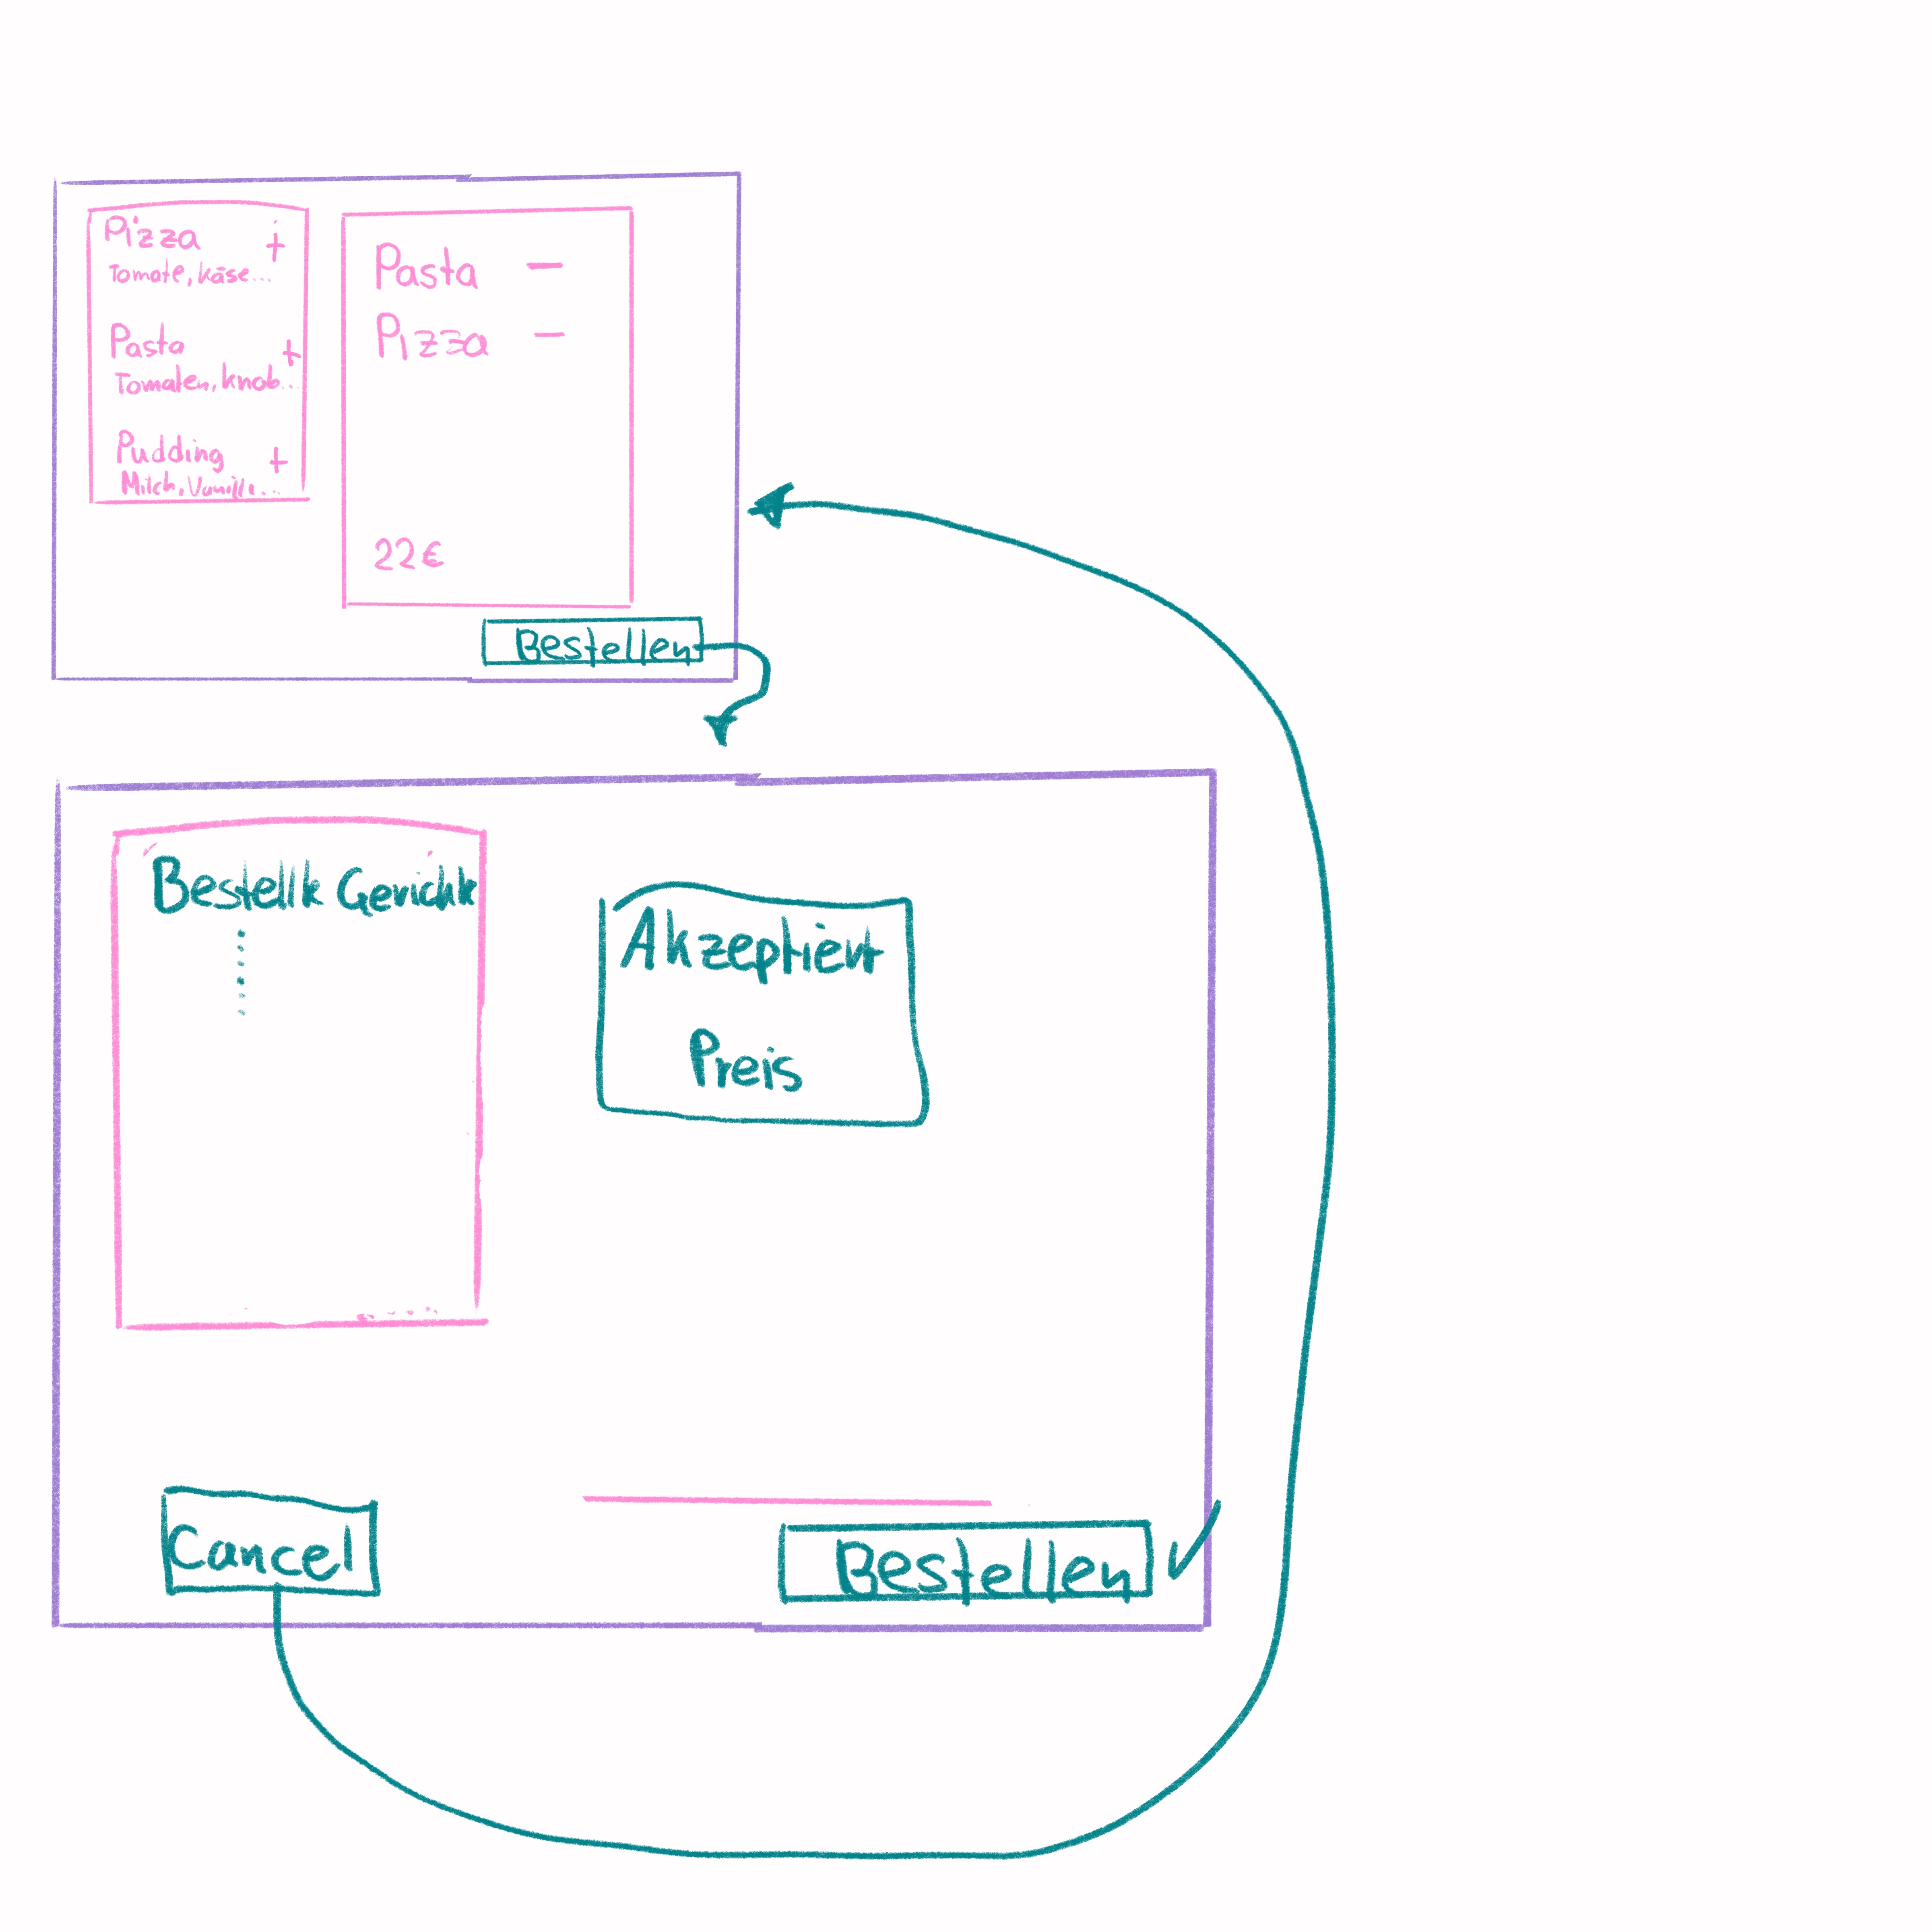 Pizza +
Tomate, Käse...
Pasta +
Tomaten, knob...
Pudding +
Milch, Vanille...
Pasta –
Pizza –
22€
Bestellen
Bestellte Gerichte
Akzeptiert
Preis
Cancel
Bestellen